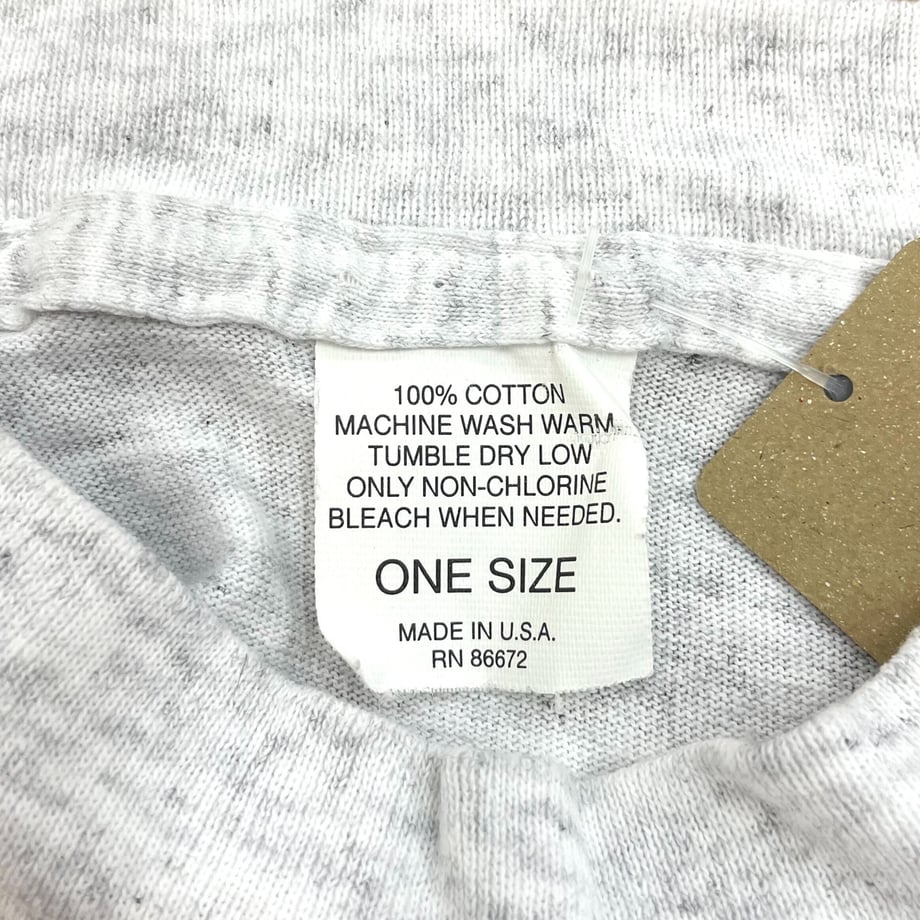 100% COTTON
MACHINE WASH WARM.
TUMBLE DRY LOW
ONLY NON-CHLORINE
BLEACH WHEN NEEDED.
ONE SIZE
MADE IN U.S.A.
RN 86672